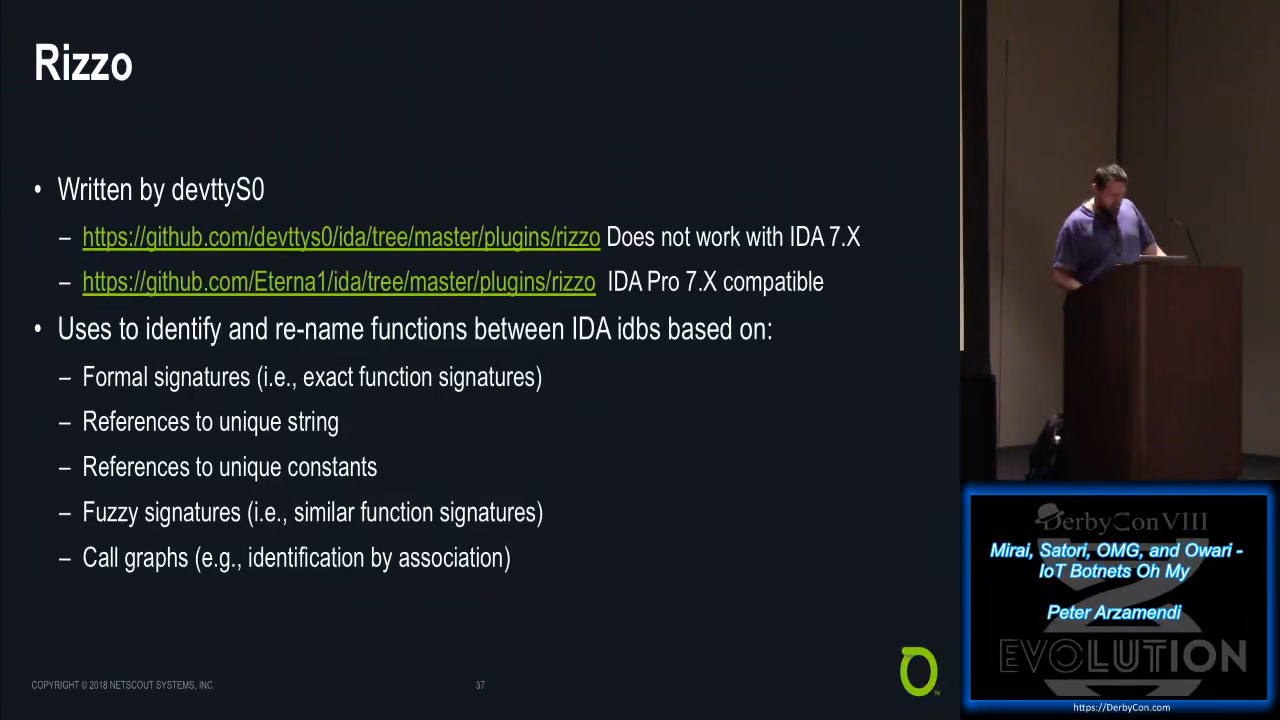 Rizzo
• Written by devttyS0
– https://github.com/devttys0/ida/tree/master/plugins/rizzo Does not work with IDA 7.X
– https://github.com/Eterna1/ida/tree/master/plugins/rizzo IDA Pro 7.X compatible
• Uses to identify and re-name functions between IDA idbs based on:
– Formal signatures (i.e., exact function signatures)
– References to unique string
– References to unique constants
– Fuzzy signatures (i.e., similar function signatures)
– Call graphs (e.g., identification by association)
COPYRIGHT © 2018 NETSCOUT SYSTEMS, INC.
37
™
DerbyCon VIII
Mirai, Satori, OMG, and Owari -
IoT Botnets Oh My
Peter Arzamendi
EVOLUTION
https://DerbyCon.com